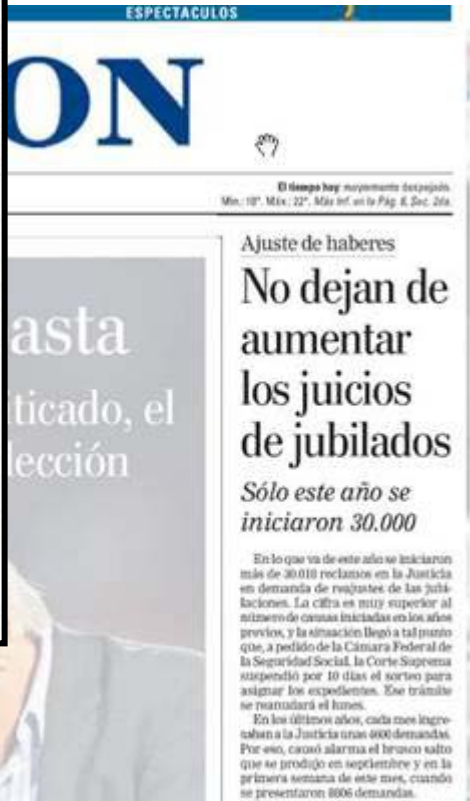 ESPECTACULOS
ON
El tiempo hoy mayormente despejado.
Mín.: 10°. Máx.: 22°. Más inf. en la Pág. 8, Sec. 2da.
Ajuste de haberes
No dejan de
aumentar
los juicios
de jubilados
Sólo este año se
iniciaron 30.000
asta
iticado, el
lección
En lo que va de este año se iniciaron
más de 30.010 reclamos en la Justicia
en demanda de reajustes de las jubi-
laciones. La cifra es muy superior al
número de causas iniciadas en los años
previos, y la situación llegó a tal punto
que, a pedido de la Cámara Federal de
la Seguridad Social, la Corte Suprema
suspendió por 10 días el sorteo para
asignar los expedientes. Ese trámite
se reanudará el lunes.
En los últimos años, cada mes ingre-
saban a la Justicia unas 4600 demandas.
Por eso, causó alarma el brusco salto
que se produjo en septiembre y en la
primera semana de este mes, cuando
se presentaron 8806 demandas.